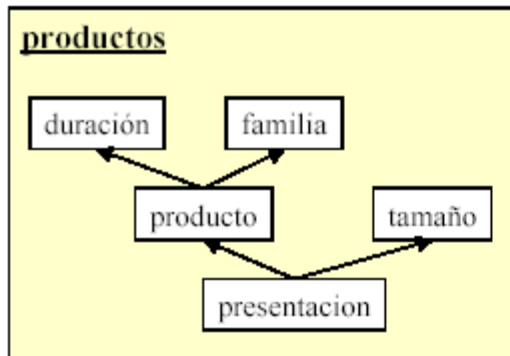 productos
duración
familia
producto
tamaño
presentacion